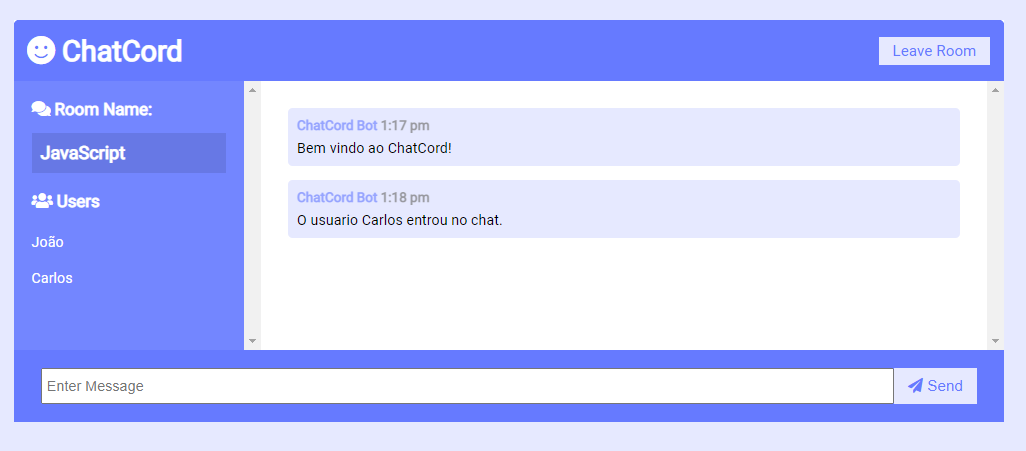 ChatCord
Leave Room
Room Name:
JavaScript
Users
João
Carlos
ChatCord Bot 1:17 pm
Bem vindo ao ChatCord!
ChatCord Bot 1:18 pm
O usuario Carlos entrou no chat.
Enter Message
Send